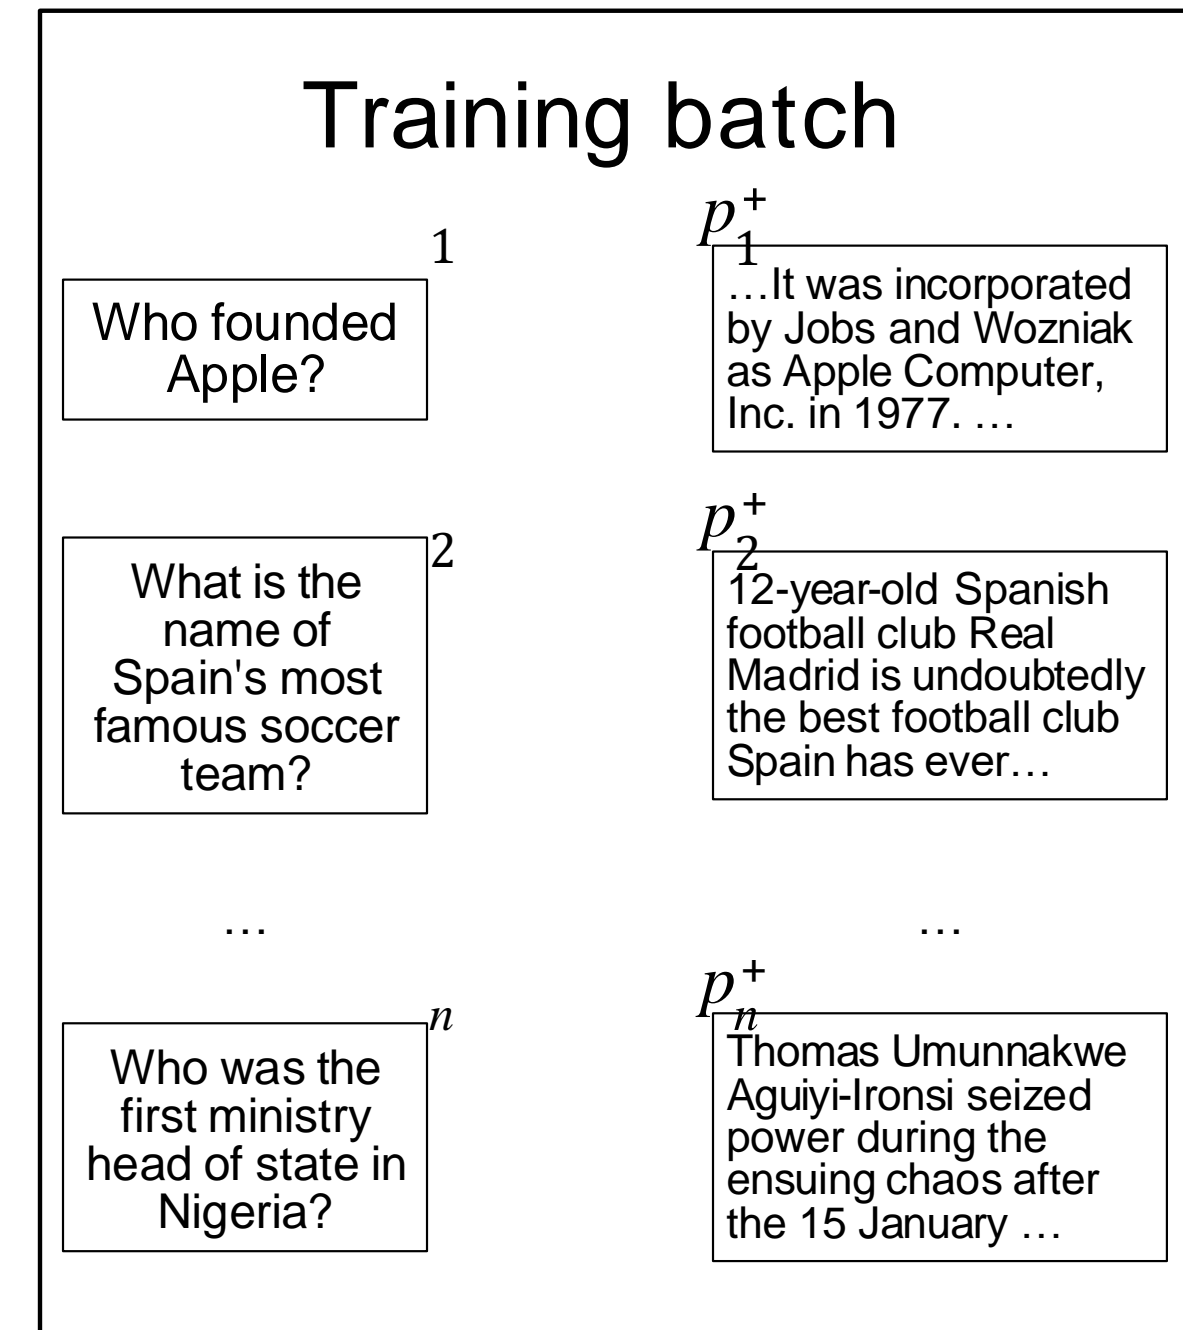 Training batch
1
Who founded
Apple?
p₁⁺
…It was incorporated
by Jobs and Wozniak
as Apple Computer,
Inc. in 1977. …
2
What is the
name of
Spain's most
famous soccer
team?
p₂⁺
12-year-old Spanish
football club Real
Madrid is undoubtedly
the best football club
Spain has ever…
…
…
n
Who was the
first ministry
head of state in
Nigeria?
pₙ⁺
Thomas Umunnakwe
Aguiyi-Ironsi seized
power during the
ensuing chaos after
the 15 January …